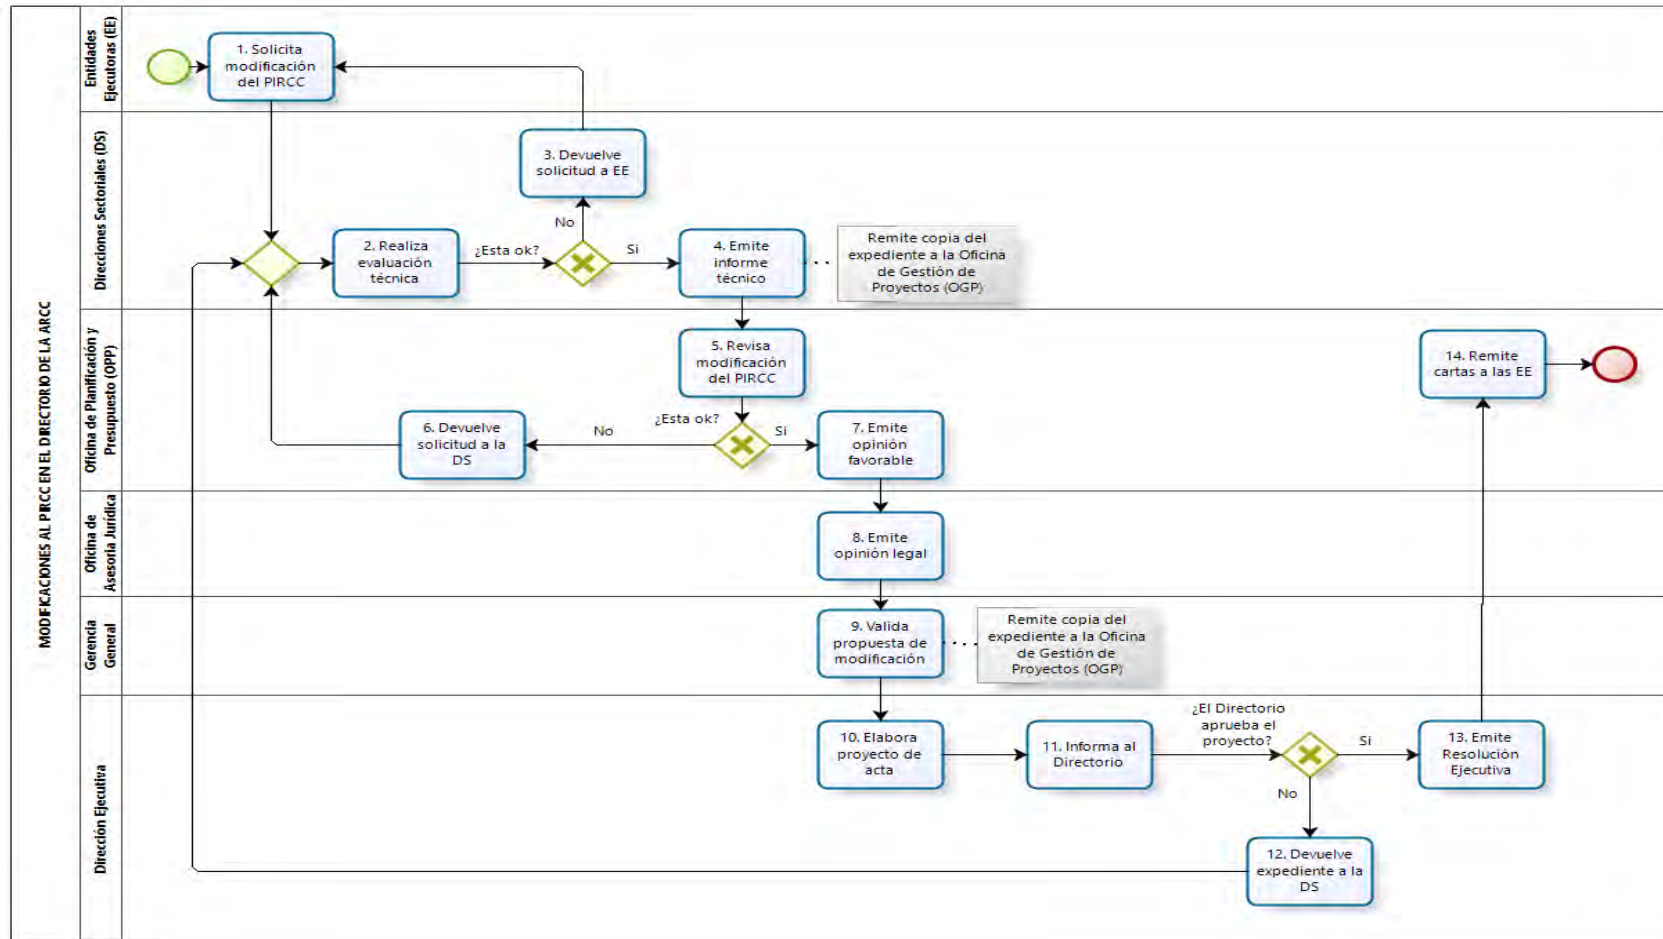 MODIFICACIONES AL PIRCC EN EL DIRECTORIO DE LA ARCC
Entidades
Ejecutoras (EE)
1. Solicita
modificación
del PIRCC
Direcciones Sectoriales (DS)
3. Devuelve
solicitud a EE
No
2. Realiza
evaluación
técnica
¿Esta ok?
Si
4. Emite
informe
técnico
Remite copia del
expediente a la Oficina
de Gestión de
Proyectos (OGP)
Oficina de Planificación y
Presupuesto (OPP)
5. Revisa
modificación
del PIRCC
14. Remite
cartas a las EE
¿Esta ok?
6. Devuelve
solicitud a la
DS
No
Si
7. Emite
opinión
favorable
Oficina de
Asesoria Jurídica
8. Emite
opinión legal
Gerencia
General
9. Valida
propuesta de
modificación
Remite copia del
expediente a la Oficina
de Gestión de
Proyectos (OGP)
Dirección Ejecutiva
10. Elabora
proyecto de
acta
11. Informa al
Directorio
¿El Directorio
aprueba el
proyecto?
Si
13. Emite
Resolución
Ejecutiva
No
12. Devuelve
expediente a la
DS